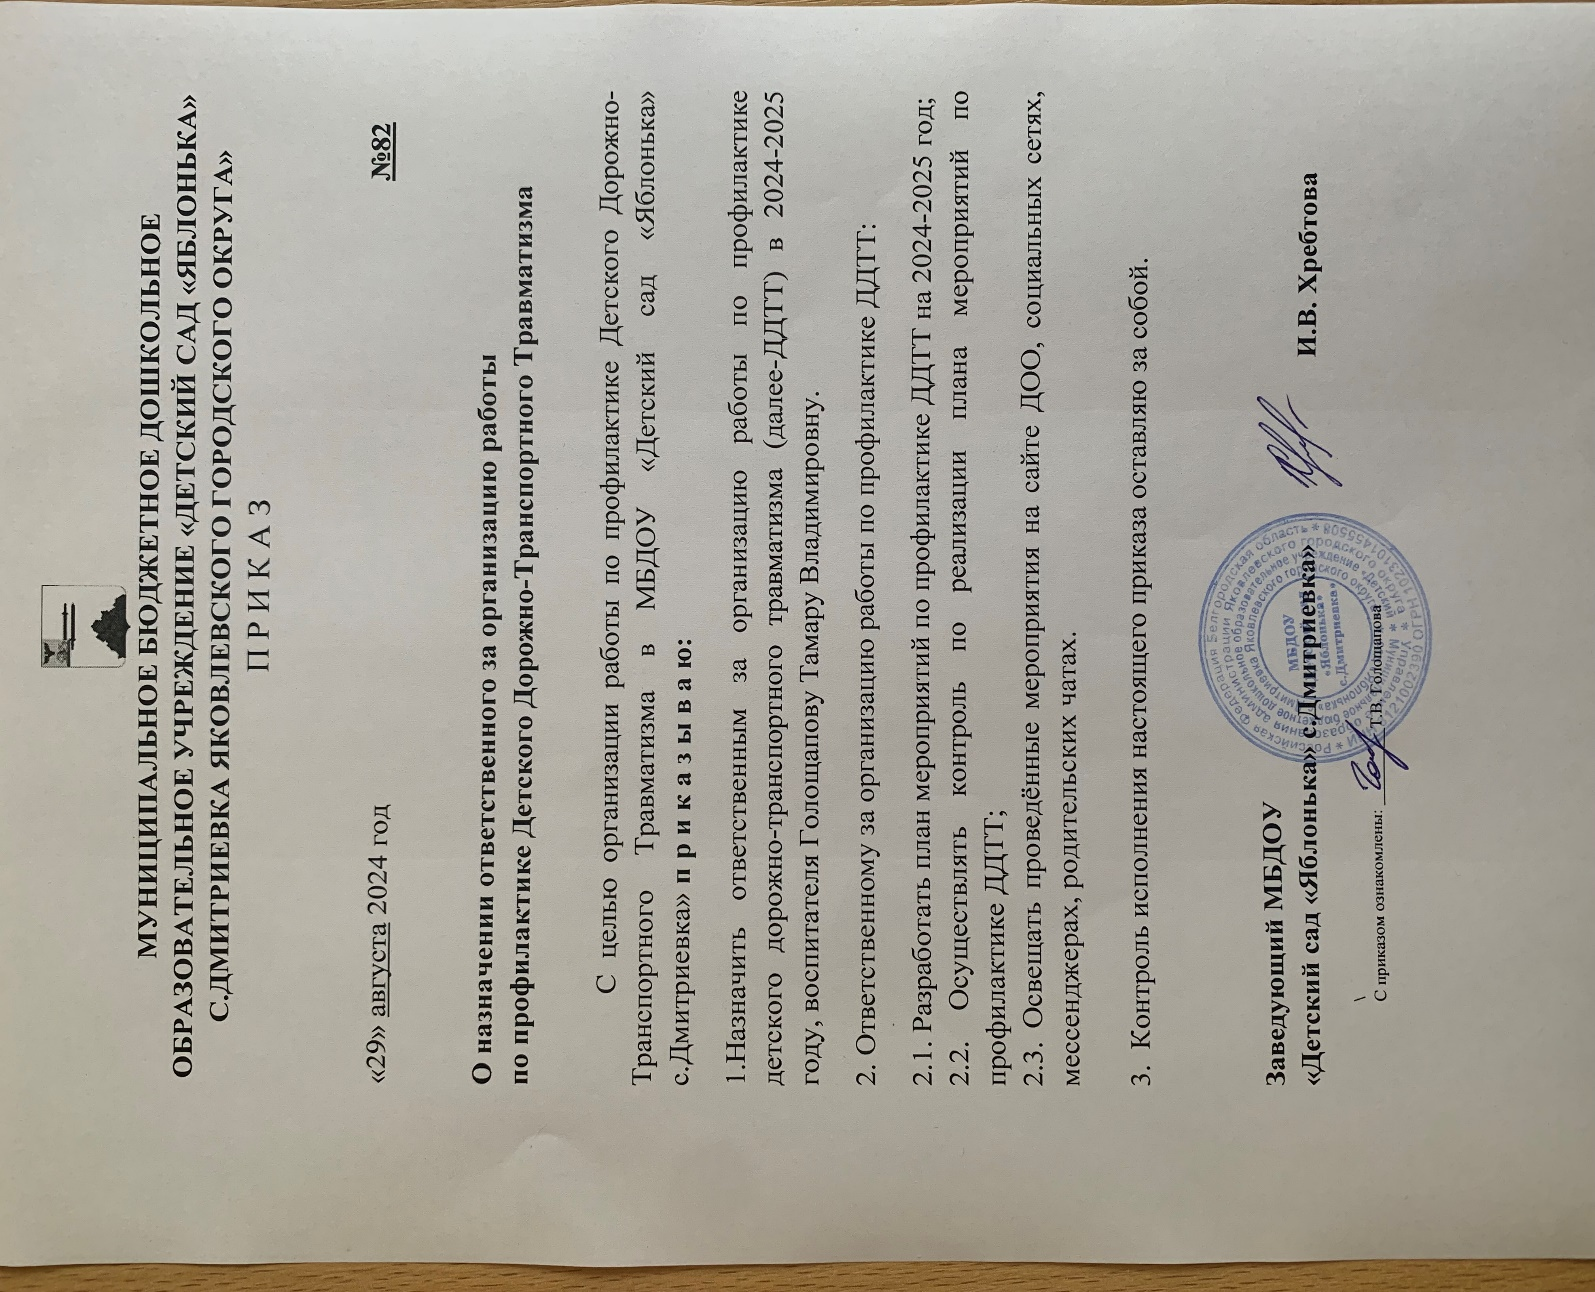 МУНИЦИПАЛЬНОЕ БЮДЖЕТНОЕ ДОШКОЛЬНОЕ
ОБРАЗОВАТЕЛЬНОЕ УЧРЕЖДЕНИЕ «ДЕТСКИЙ САД «ЯБЛОНЬКА»
С.ДМИТРИЕВКА ЯКОВЛЕВСКОГО ГОРОДСКОГО ОКРУГА»
П Р И К А З
«29» августа 2024 год №82
О назначении ответственного за организацию работы
по профилактике Детского Дорожно-Транспортного Травматизма
С целью организации работы по профилактике Детского Дорожно-
Транспортного Травматизма в МБДОУ «Детский сад «Яблонька»
с.Дмитриевка» п р и к а з ы в а ю:
1.Назначить ответственным за организацию работы по профилактике
детского дорожно-транспортного травматизма (далее-ДДТТ) в 2024-2025
году, воспитателя Голощапову Тамару Владимировну.
2. Ответственному за организацию работы по профилактике ДДТТ:
2.1. Разработать план мероприятий по профилактике ДДТТ на 2024-2025 год;
2.2. Осуществлять контроль по реализации плана мероприятий по
профилактике ДДТТ;
2.3. Освещать проведённые мероприятия на сайте ДОО, социальных сетях,
мессенджерах, родительских чатах.
3. Контроль исполнения настоящего приказа оставляю за собой.
Заведующий МБДОУ
«Детский сад «Яблонька» с.Дмитриевка» И.В. Хребтова
\
С приказом ознакомлены: Т.В. Голощапова
МБДОУ
«Яблонька»
с.Дмитриевка